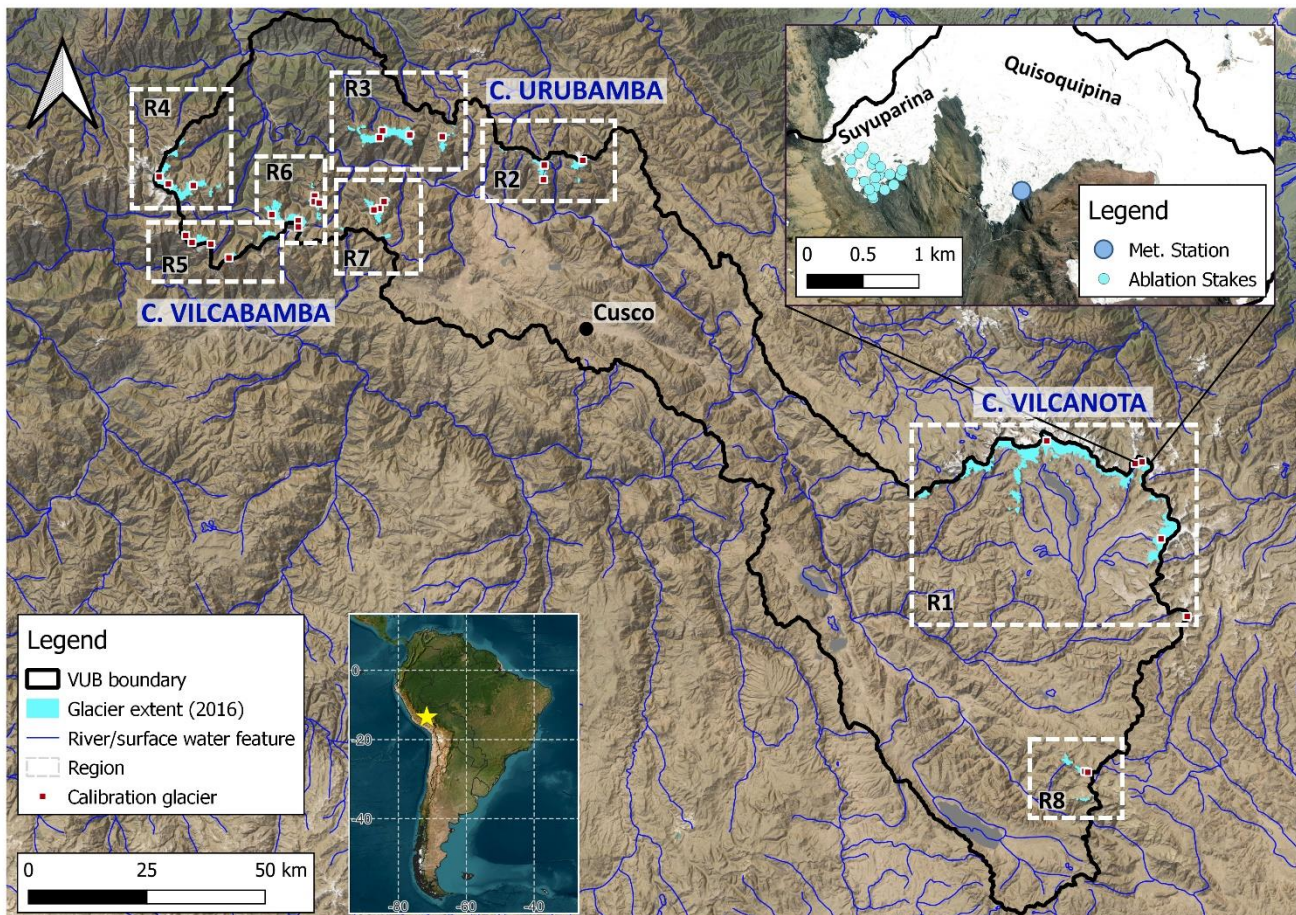 R4
R3
C. URUBAMBA
R2
R6
R5
R7
C. VILCABAMBA
Cusco
Quisoquipina
Suyuparina
0 0.5 1 km
Legend
Met. Station
Ablation Stakes
C. VILCANOTA
R1
R8
Legend
VUB boundary
Glacier extent (2016)
River/surface water feature
Region
Calibration glacier
0 25 50 km
0
-20
-40
-80 -60 -40